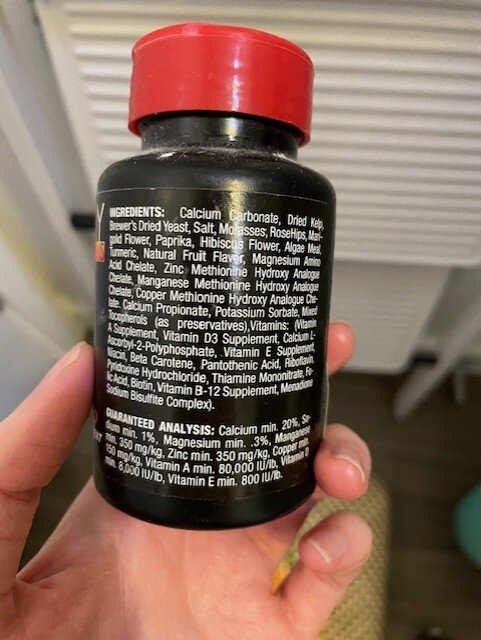 INGREDIENTS: Calcium Carbonate, Dried Kelp,
Brewer's Dried Yeast, Salt, Molasses, RoseHips, Mari-
gold Flower, Paprika, Hibiscus Flower, Algae Meal,
Turmeric, Natural Fruit Flavor, Magnesium Amino
Acid Chelate, Zinc Methionine Hydroxy Analogue
Chelate, Manganese Methionine Hydroxy Analogue
Chelate, Copper Methionine Hydroxy Analogue Che-
late. Calcium Propionate, Potassium Sorbate, Mixed
Tocopherols (as preservatives),Vitamins: (Vitamin
A Supplement, Vitamin D3 Supplement, Calcium L-
Ascorbyl-2-Polyphosphate, Vitamin E Supplement,
Niacin, Beta Carotene, Pantothenic Acid, Riboflavin,
Pyridoxine Hydrochloride, Thiamine Mononitrate, Fo-
lic Acid, Biotin, Vitamin B-12 Supplement, Menadione
Sodium Bisulfite Complex).
GUARANTEED ANALYSIS: Calcium min. 20%, So-
dium min. 1%, Magnesium min. .3%, Manganese
min. 350 mg/kg, Zinc min. 350 mg/kg, Copper min.
150 mg/kg, Vitamin A min. 80,000 IU/lb, Vitamin D
min. 8,000 IU/lb, Vitamin E min. 800 IU/lb.